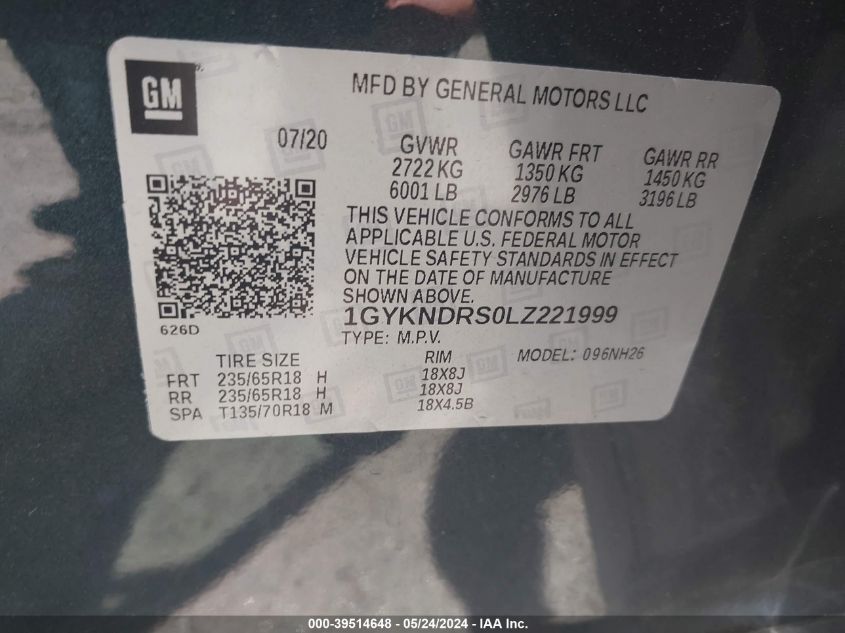 GM
MFD BY GENERAL MOTORS LLC
07/20
GVWR GAWR FRT GAWR RR
2722 KG 1350 KG 1450 KG
6001 LB 2976 LB 3196 LB
THIS VEHICLE CONFORMS TO ALL
APPLICABLE U.S. FEDERAL MOTOR
VEHICLE SAFETY STANDARDS IN EFFECT
ON THE DATE OF MANUFACTURE
SHOWN ABOVE.
626D
1GYKNDRS0LZ221999
TYPE: M.P.V.
TIRE SIZE RIM MODEL: 096NH26
FRT 235/65R18 H 18X8J
RR 235/65R18 H 18X8J
SPA T135/70R18 M 18X4.5B
000-39514648 - 05/24/2024 - IAA Inc.